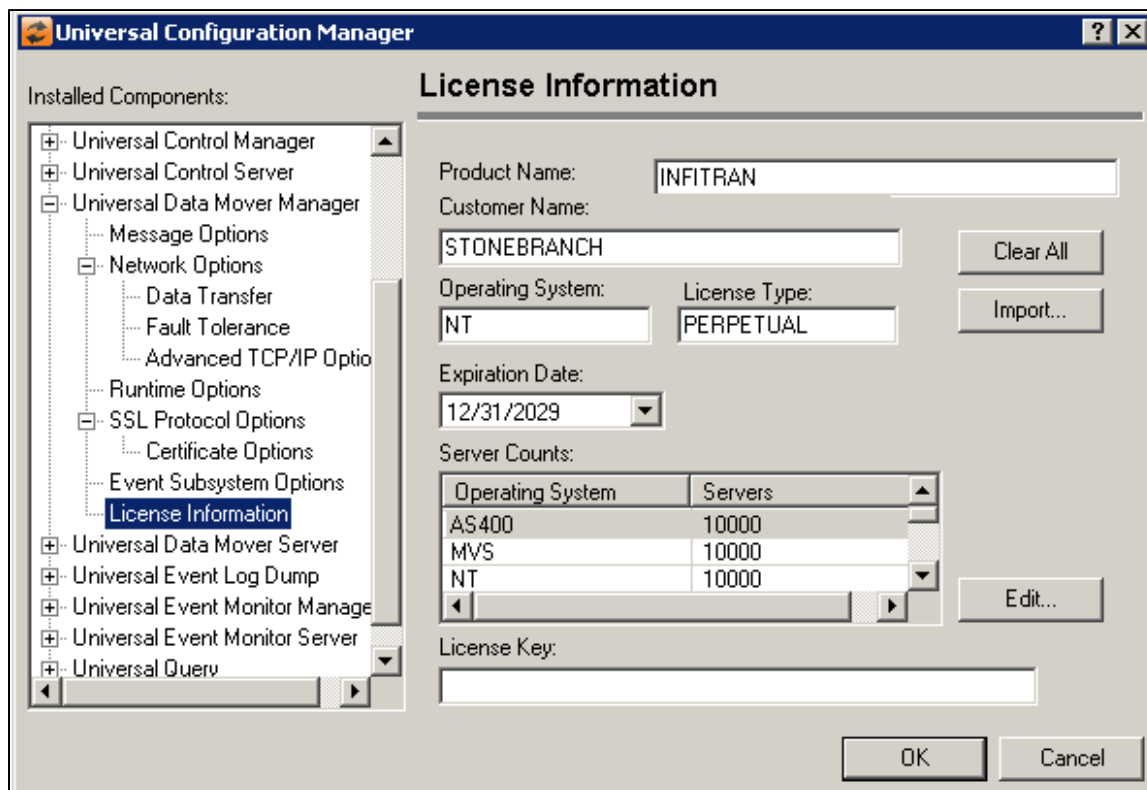 Universal Configuration Manager
Installed Components:
Universal Control Manager
Universal Control Server
Universal Data Mover Manager
Message Options
Network Options
Data Transfer
Fault Tolerance
Advanced TCP/IP Optio
Runtime Options
SSL Protocol Options
Certificate Options
Event Subsystem Options
License Information
Universal Data Mover Server
Universal Event Log Dump
Universal Event Monitor Manage
Universal Event Monitor Server
Universal Query
License Information
Product Name: INFITRAN
Customer Name:
STONEBRANCH
Clear All
Operating System: License Type:
NT PERPETUAL
Import...
Expiration Date:
12/31/2029
Server Counts:
Operating System Servers
AS400 10000
MVS 10000
NT 10000
Edit...
License Key:
OK Cancel